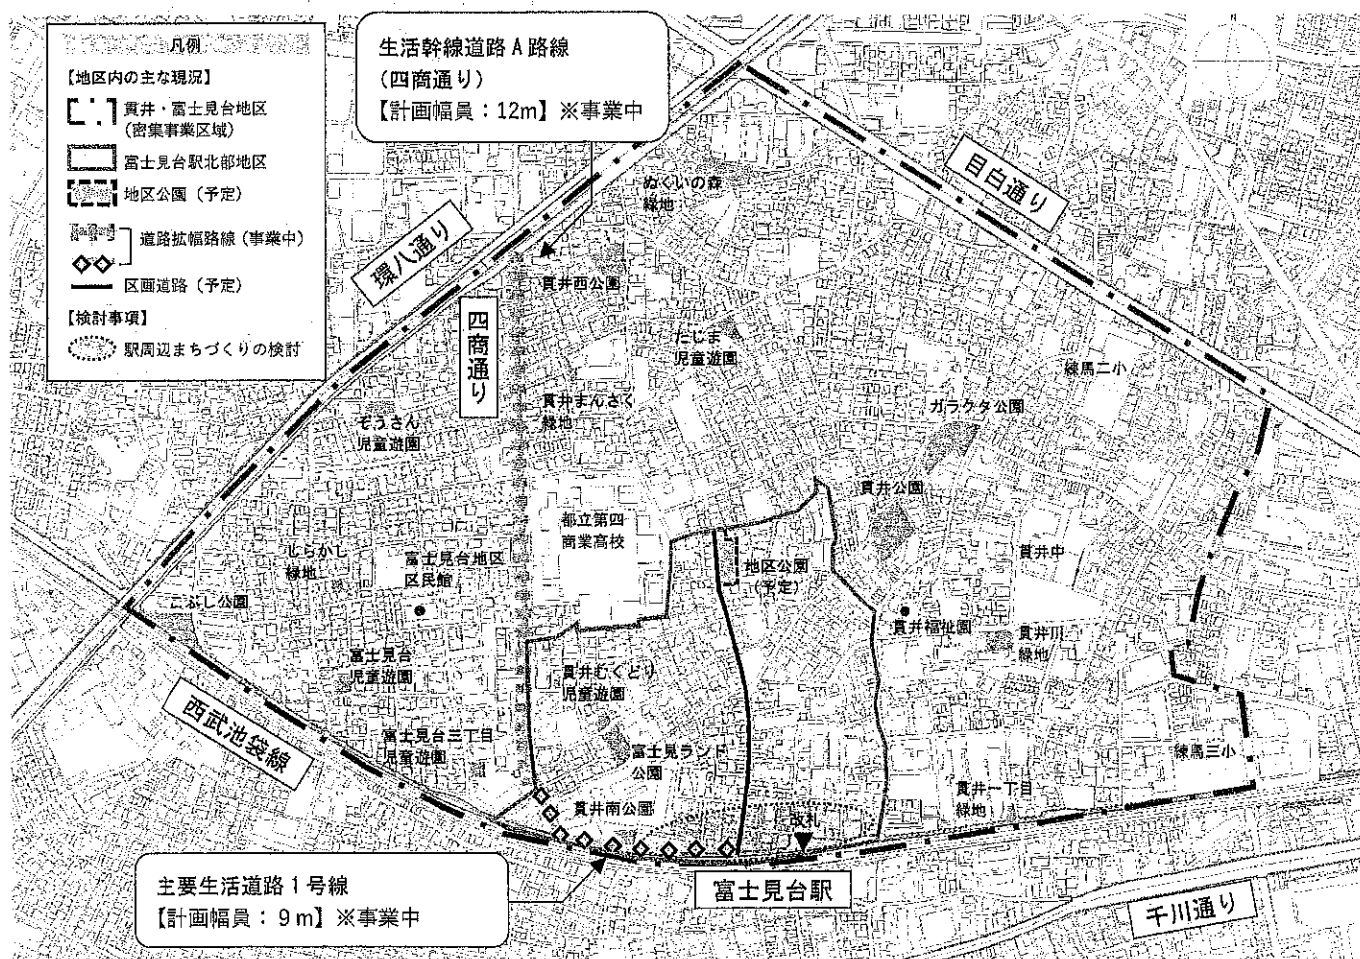 凡例
【地区内の主な現況】
貫井・富士見台地区
(密集事業区域)
富士見台駅北部地区
地区公園（予定）
道路拡幅路線（事業中）
区画道路（予定）
【検討事項】
駅周辺まちづくりの検討
生活幹線道路Ａ路線
(四商通り)
【計画幅員：12m】※事業中
環八通り
目白通り
四商通り
ぬくいの森
緑地
貫井西公園
たじま
児童遊園
練馬二小
貫井まんさく
緑地
ガラクタ公園
ぞうさん
児童遊園
貫井公園
都立第四
商業高校
しらかし
緑地
富士見台地区
区民館
地区公園
（予定）
貫井中
こぶし公園
貫井福祉園
貫井川
緑地
富士見台
児童遊園
貫井むくどり
児童遊園
西武池袋線
富士見台三丁目
児童遊園
富士見ランド
公園
練馬三小
貫井南公園
改札
貫井一丁目
緑地
主要生活道路１号線
【計画幅員：９ｍ】※事業中
富士見台駅
千川通り